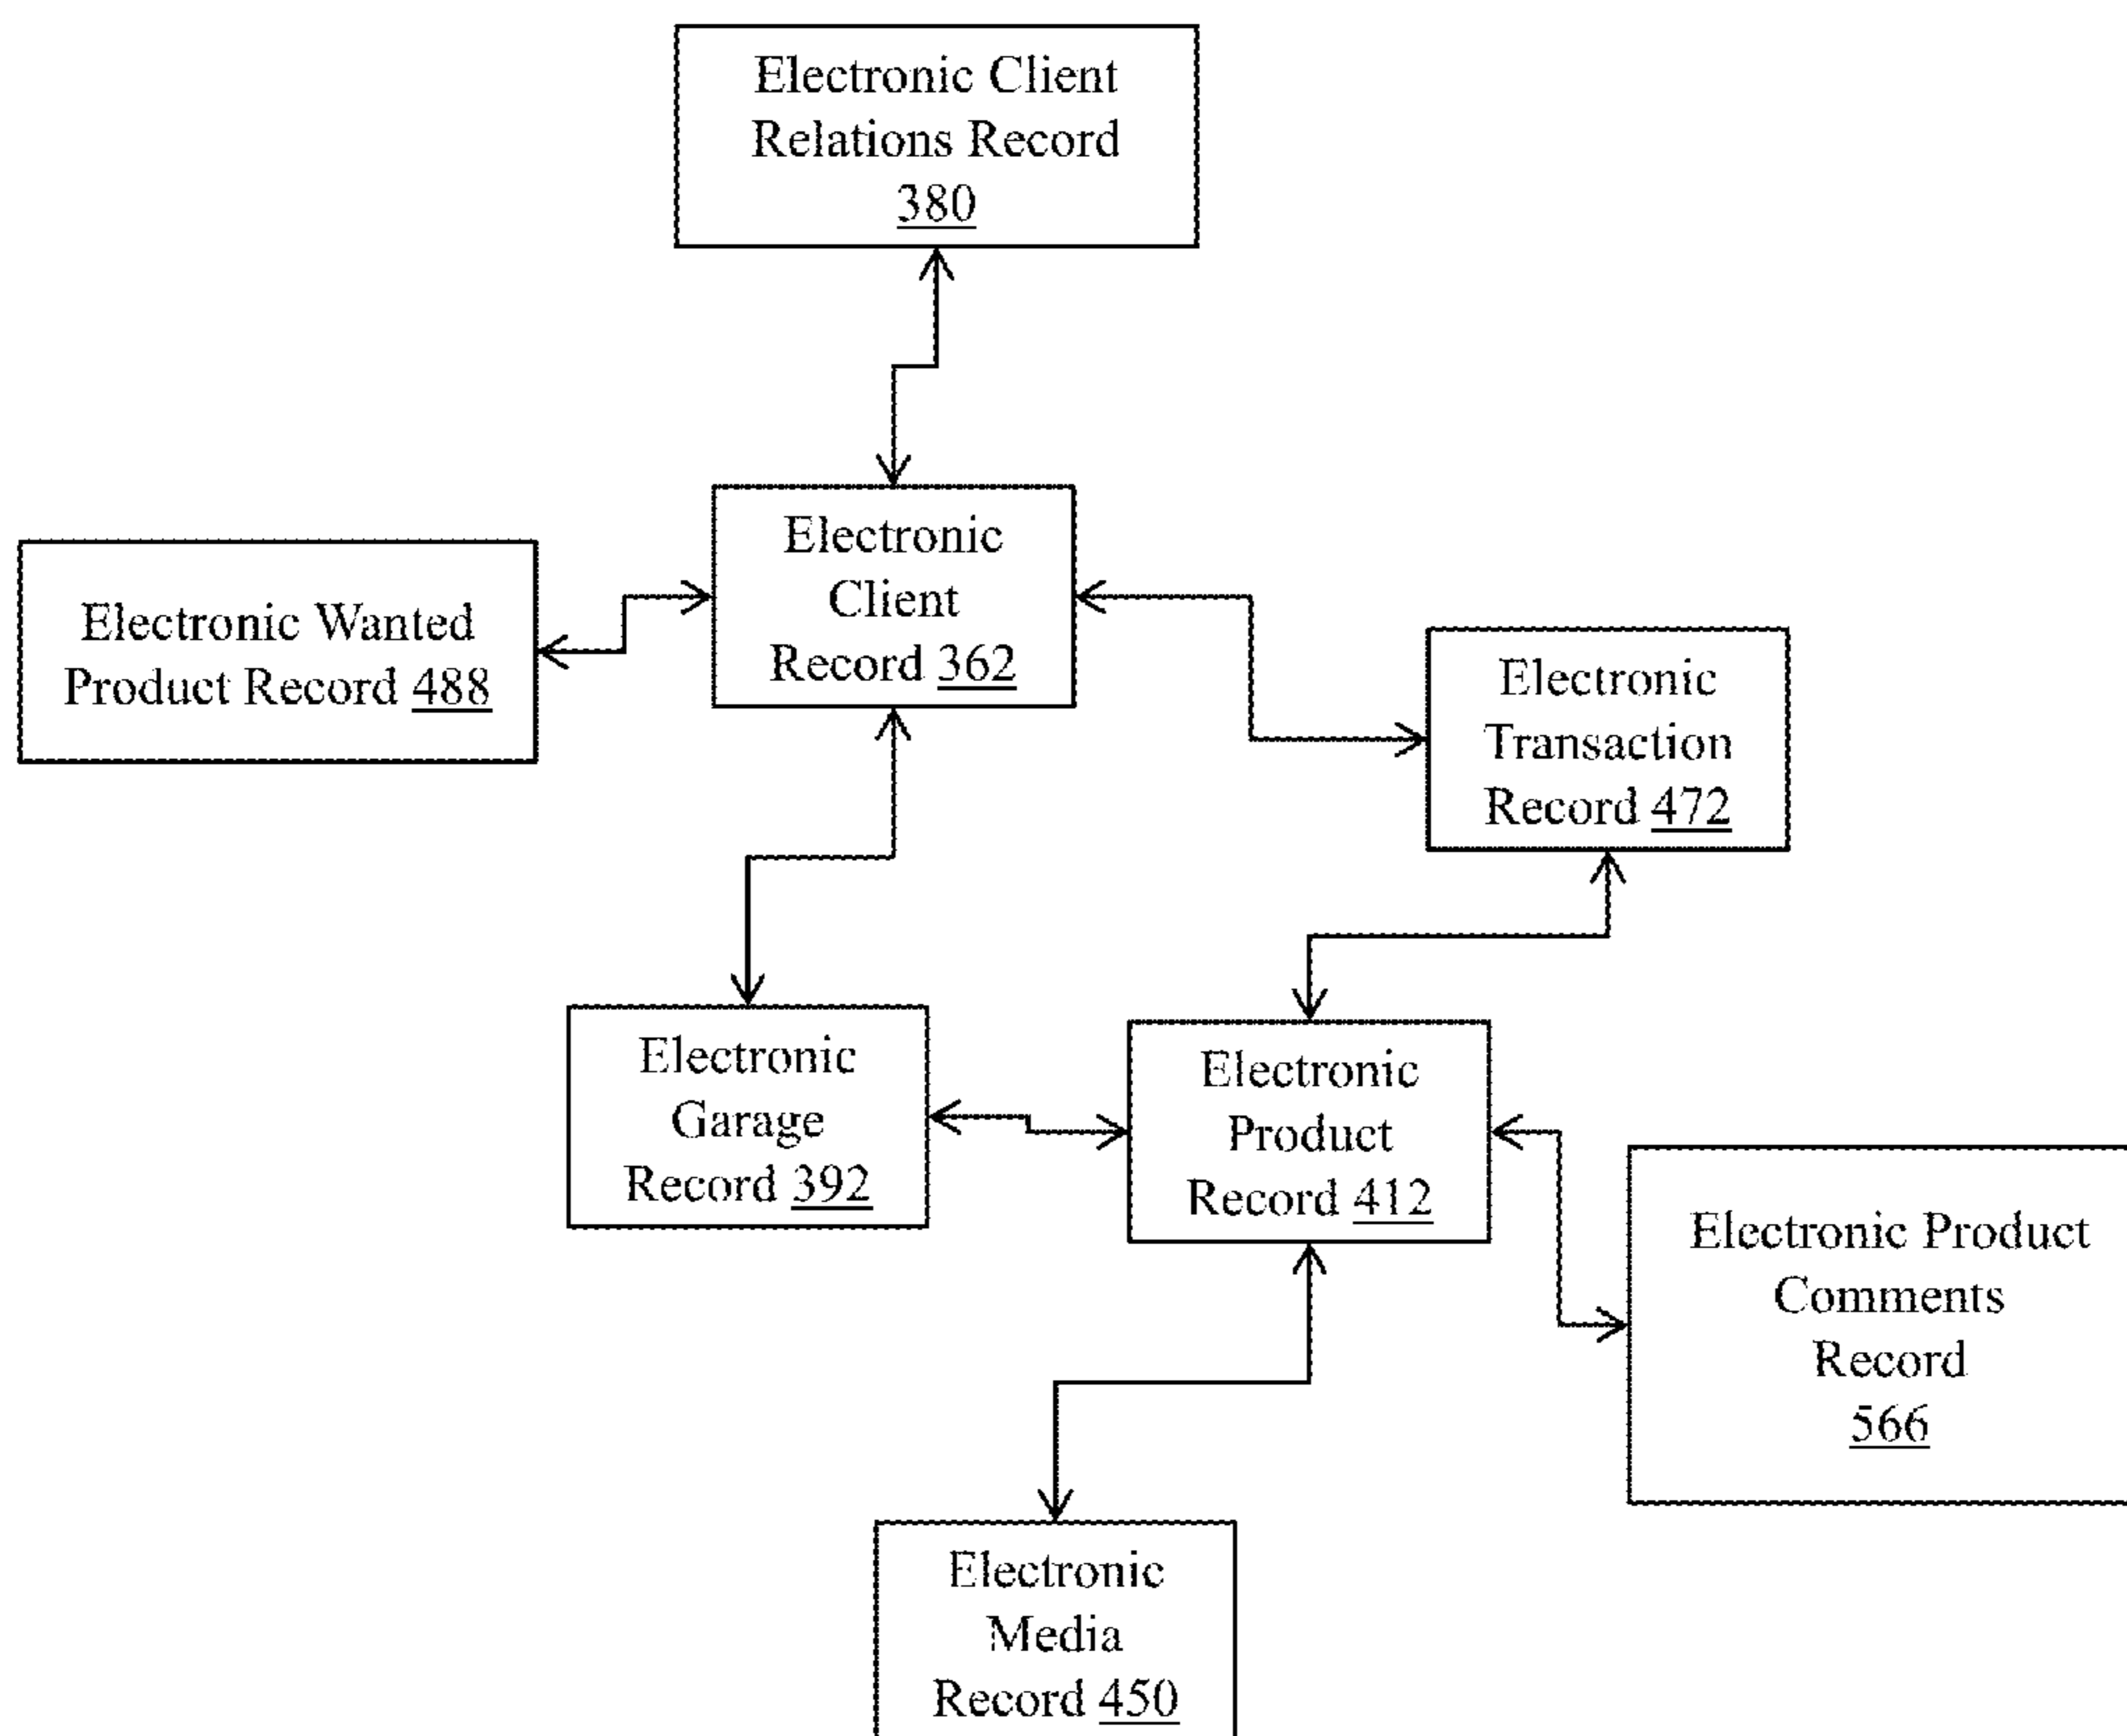 Electronic Client
Relations Record
380
Electronic
Client
Record 362
Electronic Wanted
Product Record 488
Electronic
Transaction
Record 472
Electronic
Garage
Record 392
Electronic
Product
Record 412
Electronic Product
Comments
Record
566
Electronic
Media
Record 450